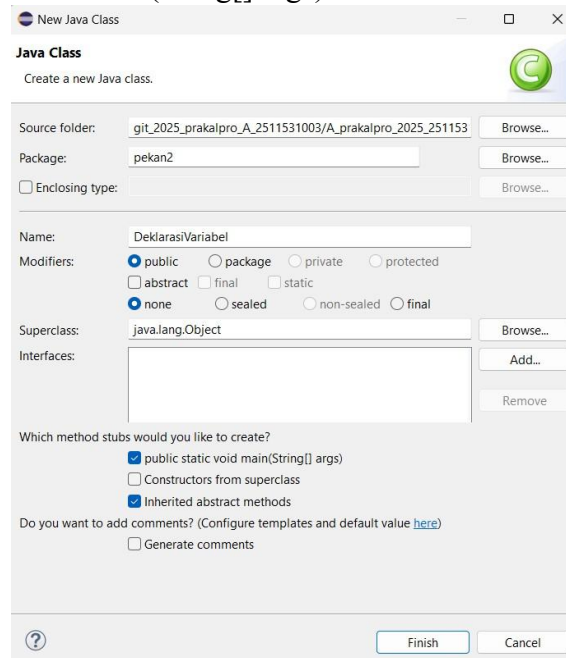 New Java Class
Java Class
Create a new Java class.
C
Source folder: git_2025_prakalpro_A_2511531003/A_prakalpro_2025_251153 Browse...
Package: pekan2 Browse...
Enclosing type: Browse...
Name: DeklarasiVariabel
Modifiers: public package private protected
abstract final static
none sealed non-sealed final
Superclass: java.lang.Object Browse...
Interfaces: Add...
Remove
Which method stubs would you like to create?
public static void main(String[] args)
Constructors from superclass
Inherited abstract methods
Do you want to add comments? (Configure templates and default value here)
Generate comments
? Finish Cancel